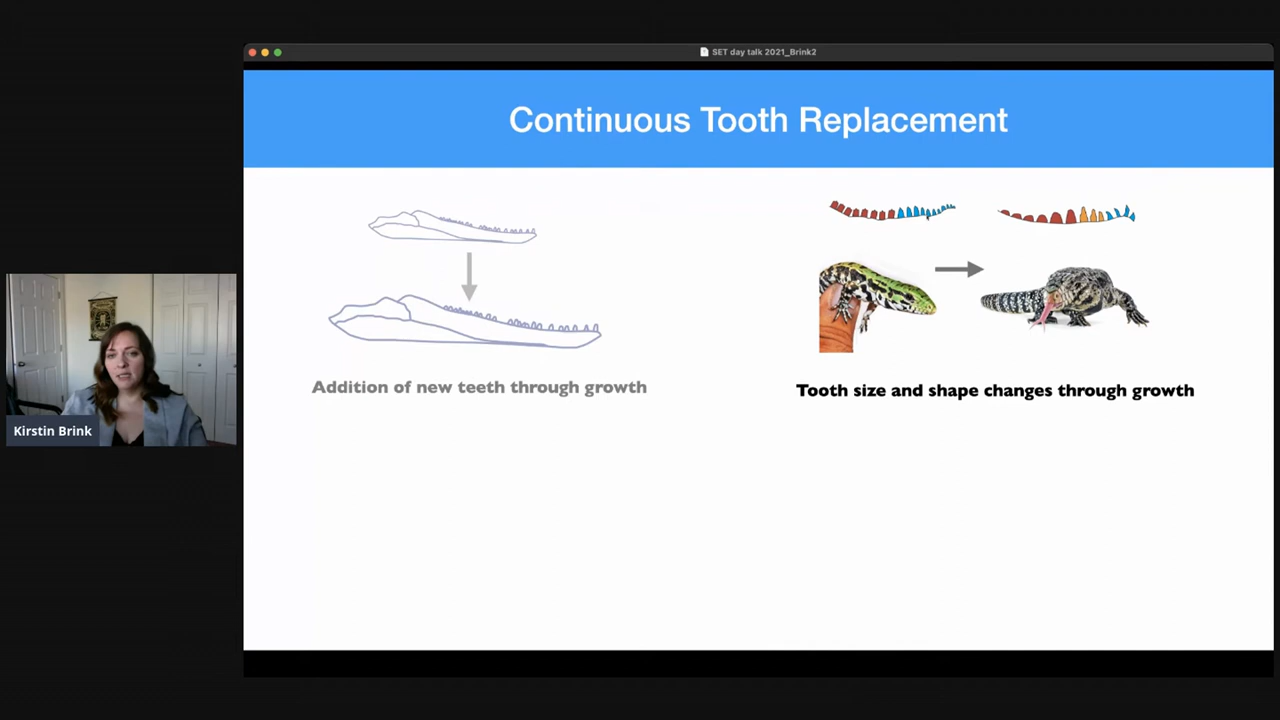 SET day talk 2021_Brink2
Continuous Tooth Replacement
Addition of new teeth through growth
Tooth size and shape changes through growth
Kirstin Brink